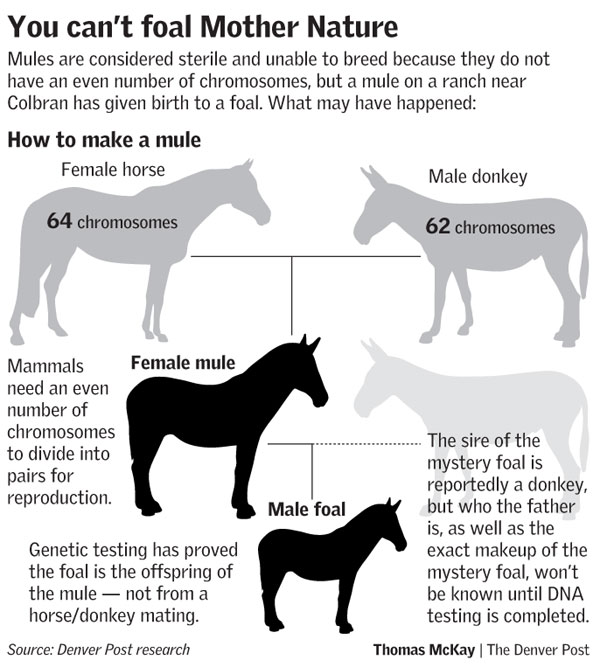 You can't foal Mother Nature
Mules are considered sterile and unable to breed because they do not
have an even number of chromosomes, but a mule on a ranch near
Colbran has given birth to a foal. What may have happened:
How to make a mule
Female horse
64 chromosomes
Male donkey
62 chromosomes
Mammals
need an even
number of
chromosomes
to divide into
pairs for
reproduction.
Female mule
The sire of the
mystery foal is
reportedly a donkey,
but who the father
is, as well as the
exact makeup of the
mystery foal, won't
be known until DNA
testing is completed.
Male foal
Genetic testing has proved
the foal is the offspring of
the mule — not from a
horse/donkey mating.
Source: Denver Post research
Thomas McKay | The Denver Post